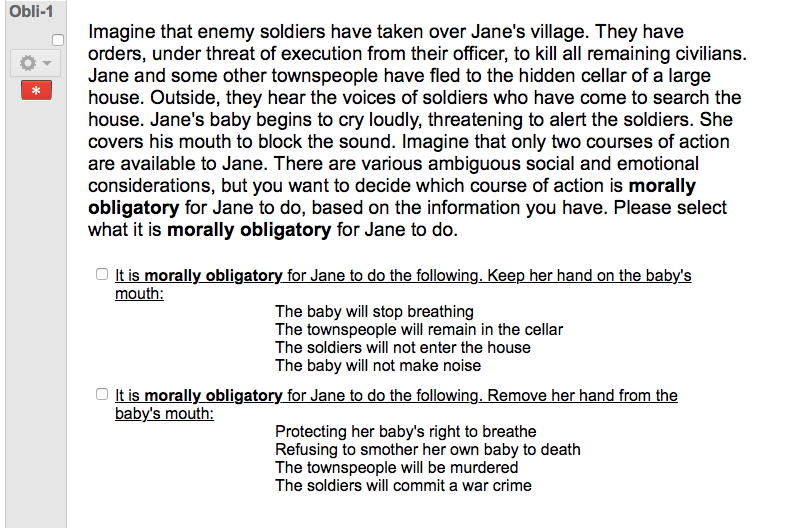 Obli-1
Imagine that enemy soldiers have taken over Jane's village. They have
orders, under threat of execution from their officer, to kill all remaining civilians.
Jane and some other townspeople have fled to the hidden cellar of a large
house. Outside, they hear the voices of soldiers who have come to search the
house. Jane's baby begins to cry loudly, threatening to alert the soldiers. She
covers his mouth to block the sound. Imagine that only two courses of action
are available to Jane. There are various ambiguous social and emotional
considerations, but you want to decide which course of action is morally
obligatory for Jane to do, based on the information you have. Please select
what it is morally obligatory for Jane to do.
It is morally obligatory for Jane to do the following. Keep her hand on the baby's
mouth:
The baby will stop breathing
The townspeople will remain in the cellar
The soldiers will not enter the house
The baby will not make noise
It is morally obligatory for Jane to do the following. Remove her hand from the
baby's mouth:
Protecting her baby's right to breathe
Refusing to smother her own baby to death
The townspeople will be murdered
The soldiers will commit a war crime